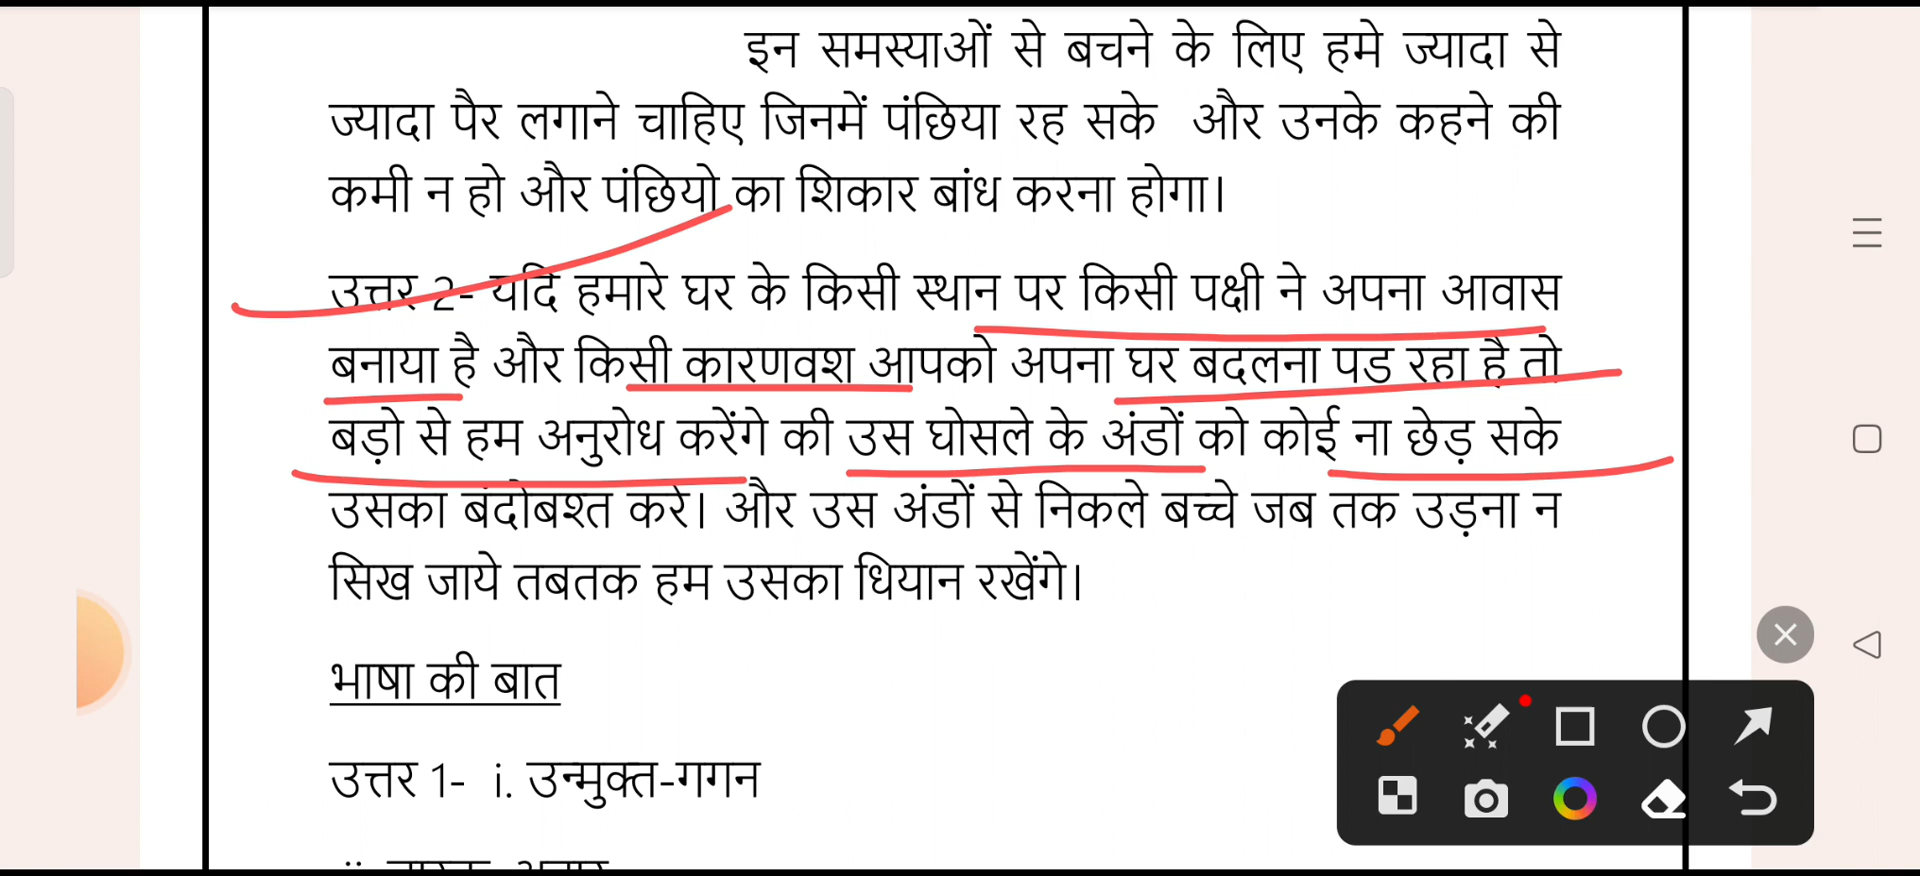 इन समस्याओं से बचने के लिए हमे ज्यादा से
ज्यादा पैर लगाने चाहिए जिनमें पंछिया रह सके और उनके कहने की
कमी न हो और पंछियो का शिकार बांध करना होगा।
उत्तर 2- यदि हमारे घर के किसी स्थान पर किसी पक्षी ने अपना आवास
बनाया है और किसी कारणवश आपको अपना घर बदलना पड रहा है तो
बड़ो से हम अनुरोध करेंगे की उस घोसले के अंडों को कोई ना छेड़ सके
उसका बंदोबश्त करे। और उस अंडों से निकले बच्चे जब तक उड़ना न
सिख जाये तबतक हम उसका धियान रखेंगे।
भाषा की बात
उत्तर 1- i. उन्मुक्त-गगन